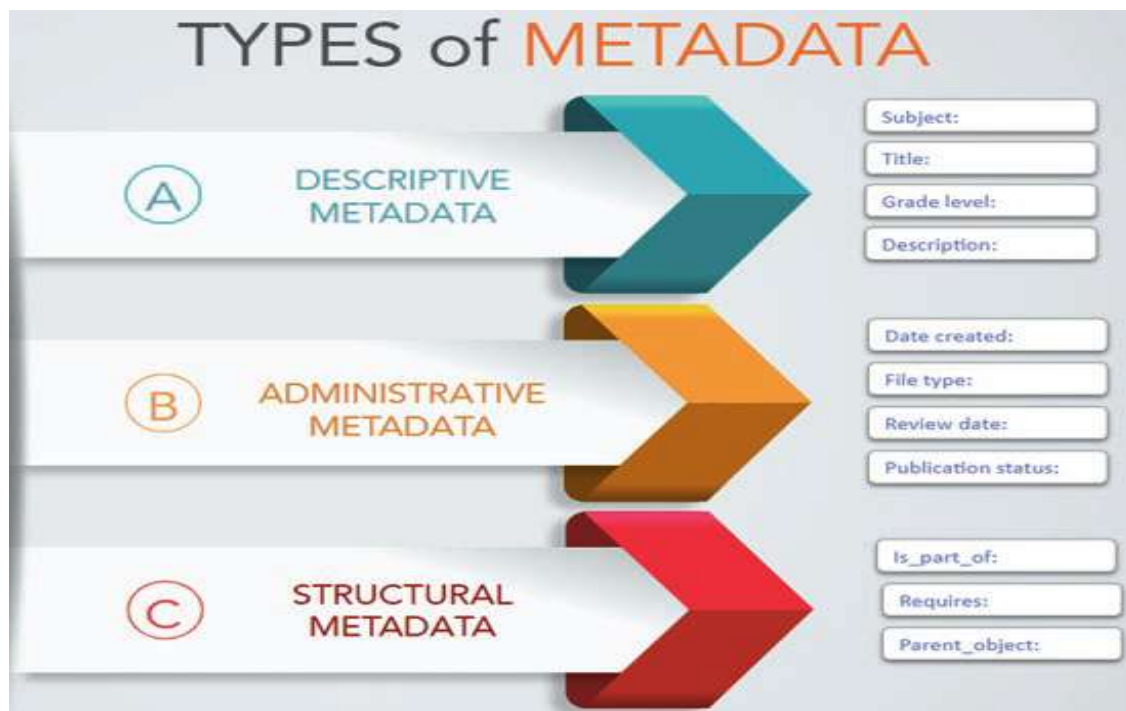 TYPES of METADATA
A
DESCRIPTIVE
METADATA
Subject:
Title:
Grade level:
Description:
B
ADMINISTRATIVE
METADATA
Date created:
File type:
Review date:
Publication status:
C
STRUCTURAL
METADATA
Is_part_of:
Requires:
Parent_object: